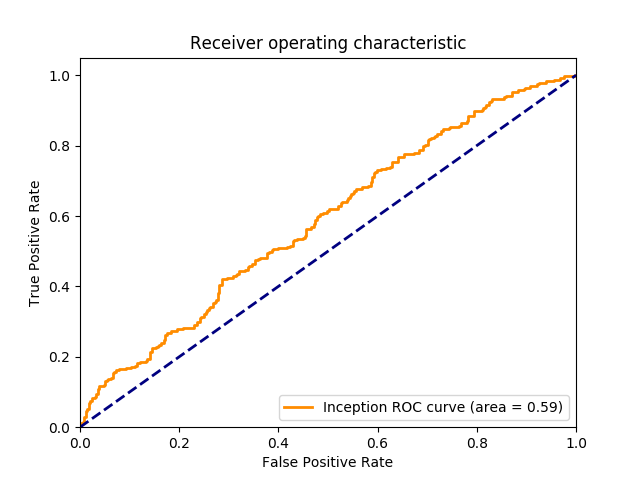 Receiver operating characteristic
True Positive Rate
1.0
0.8
0.6
0.4
0.2
0.0
0.0 0.2 0.4 0.6 0.8 1.0
False Positive Rate
Inception ROC curve (area = 0.59)